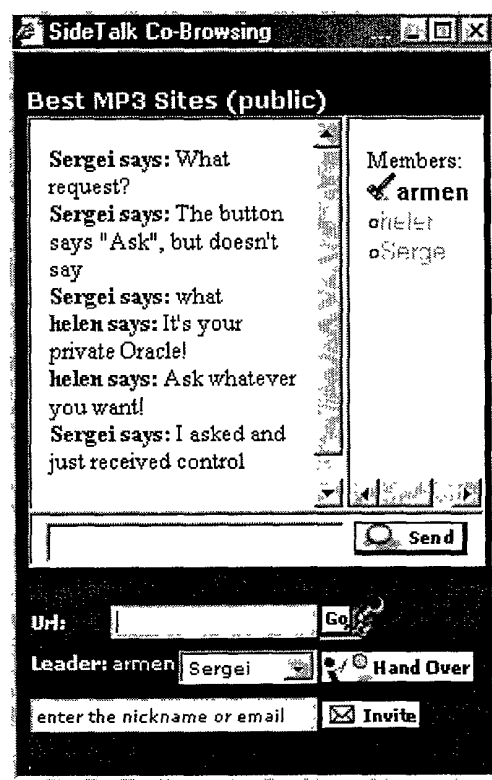 SideTalk Co-Browsing
Best MP3 Sites (public)
Sergei says: What
request?
Sergei says: The button
says "Ask", but doesn't
say
Sergei says: what
helen says: It's your
private Oracle!
helen says: Ask whatever
you want!
Sergei says: I asked and
just received control
Members:
armen
Send
Url:
Go
Leader: armen Sergei Hand Over
enter the nickname or email Invite